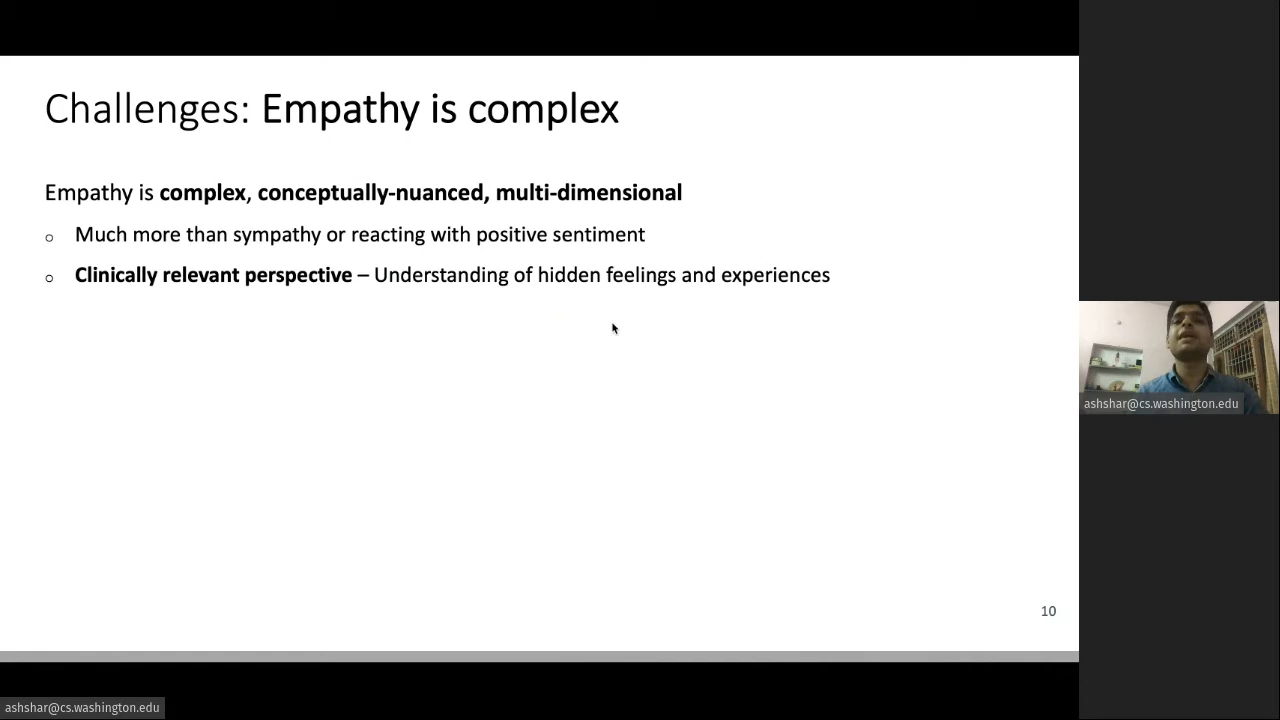 Challenges: Empathy is complex
Empathy is complex, conceptually-nuanced, multi-dimensional
○ Much more than sympathy or reacting with positive sentiment
○ Clinically relevant perspective – Understanding of hidden feelings and experiences
10
ashshar@cs.washington.edu
ashshar@cs.washington.edu